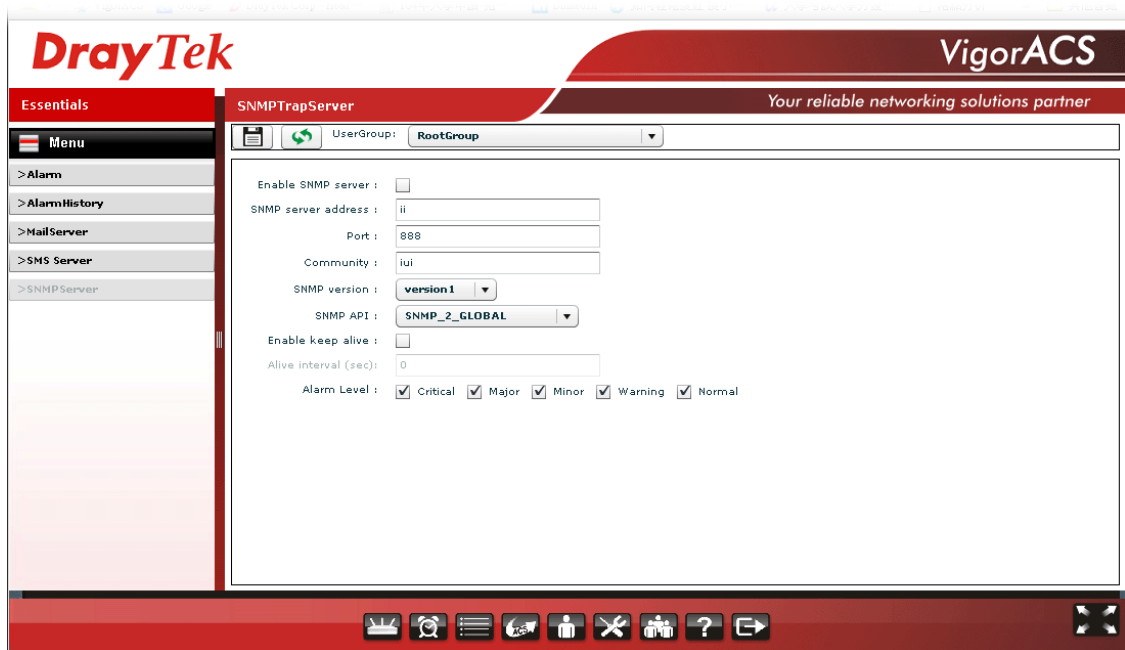 DrayTek
VigorACS
Essentials
SNMPTrapServer
Your reliable networking solutions partner
Menu
UserGroup: RootGroup
>Alarm
>AlarmHistory
>MailServer
>SMS Server
>SNMPServer
Enable SNMP server :
SNMP server address : ii
Port : 888
Community : iui
SNMP version : version1
SNMP API : SNMP_2_GLOBAL
Enable keep alive :
Alive interval (sec): 0
Alarm Level : Critical Major Minor Warning Normal
ACS
?